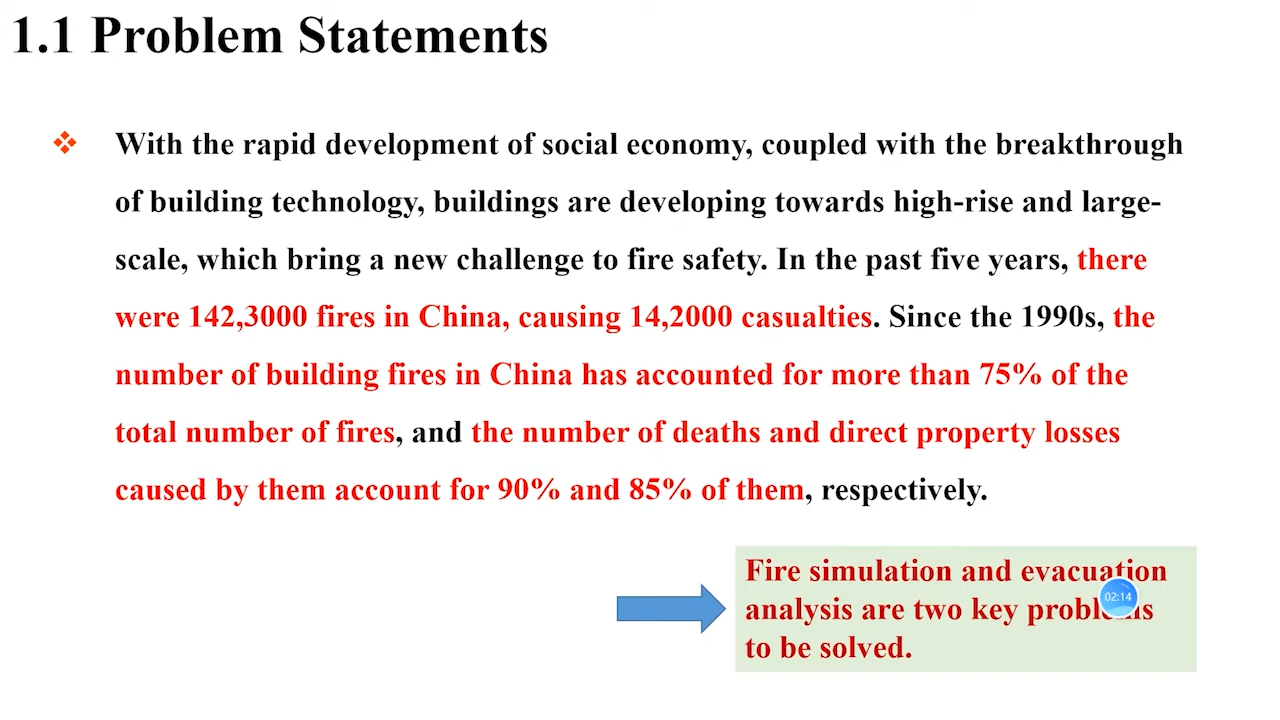 1.1 Problem Statements
With the rapid development of social economy, coupled with the breakthrough
of building technology, buildings are developing towards high-rise and large-
scale, which bring a new challenge to fire safety. In the past five years, there
were 142,3000 fires in China, causing 14,2000 casualties. Since the 1990s, the
number of building fires in China has accounted for more than 75% of the
total number of fires, and the number of deaths and direct property losses
caused by them account for 90% and 85% of them, respectively.
Fire simulation and evacuation
analysis are two key problems
to be solved.
02:14